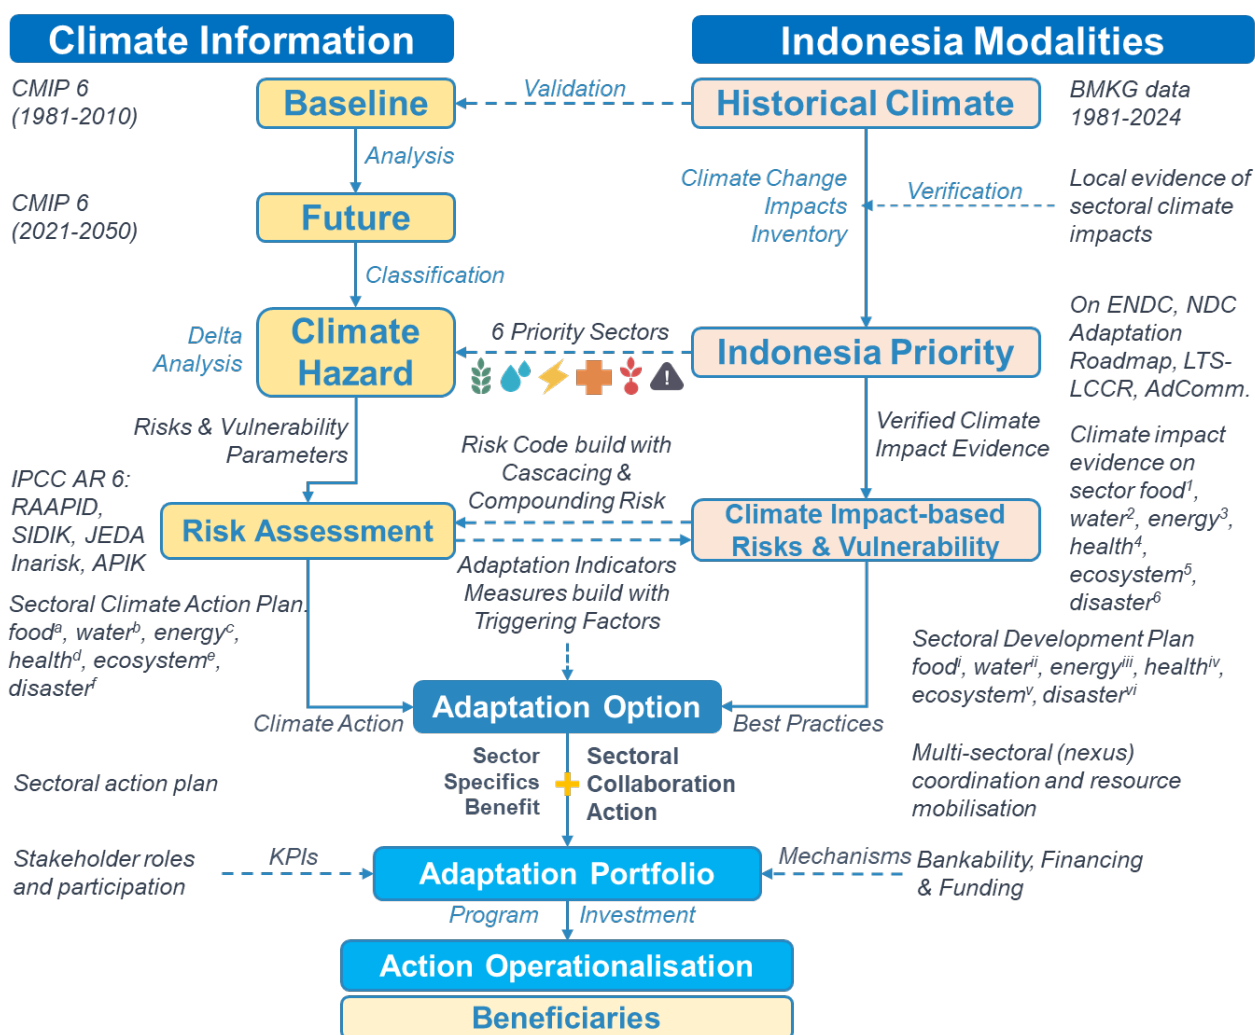 Climate Information
Indonesia Modalities
CMIP 6
(1981-2010)
Baseline
Validation
Historical Climate
BMKG data
1981-2024
Analysis
CMIP 6
(2021-2050)
Future
Climate Change
Impacts
Inventory
Verification
Local evidence of
sectoral climate
impacts
Classification
Delta
Analysis
Climate
Hazard
6 Priority Sectors
Indonesia Priority
On ENDC, NDC
Adaptation
Roadmap, LTS-
LCCR, AdComm.
Risks & Vulnerability
Parameters
Risk Code build with
Cascacing &
Compounding Risk
Verified Climate
Impact Evidence
Climate impact
evidence on
sector food¹,
water², energy³,
health⁴,
ecosystem⁵,
disaster⁶
IPCC AR 6:
RAAPID,
SIDIK, JEDA
Inarisk, APIK
Risk Assessment
Climate Impact-based
Risks & Vulnerability
Adaptation Indicators
Measures build with
Triggering Factors
Sectoral Climate Action Plan.
foodᵃ, waterᵇ, energyᶜ,
healthᵈ, ecosystemᵉ,
disasterᶠ
Sectoral Development Plan
foodⁱ, waterⁱⁱ, energyⁱⁱⁱ, healthⁱᵛ,
ecosystemᵛ, disasterᵛⁱ
Climate Action
Adaptation Option
Best Practices
Sectoral action plan
Sector
Specifics
Benefit
Sectoral
Collaboration
Action
Multi-sectoral (nexus)
coordination and resource
mobilisation
Stakeholder roles
and participation
KPIs
Adaptation Portfolio
Mechanisms
Bankability, Financing
& Funding
Program
Investment
Action Operationalisation
Beneficiaries